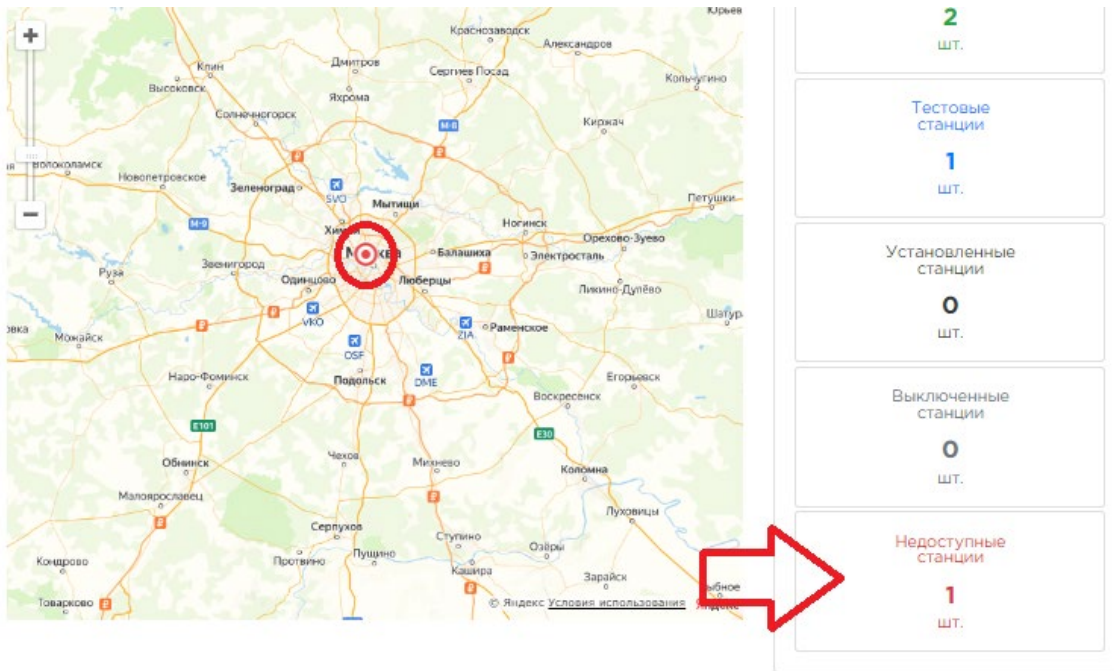 Краснозаводск
Александров
Клин
Дмитров
Сергиев Посад
Кольчугино
Высоковск
Яхрома
Солнечногорск
М-8
Киржач
Волоколамск
Новопетровское
Зеленоград
SVO
Мытищи
Петушки
М-9
Ногинск
Орехово-Зуево
Звенигород
Балашиха
Электросталь
Руза
Одинцово
Люберцы
Ликино-Дулёво
VKO
ZIA
Раменское
Можайск
OSF
Наро-Фоминск
Подольск
DME
Егорьевск
Воскресенск
E101
E30
Чехов
Обнинск
Михнево
Коломна
Малоярославец
Луховицы
Серпухов
Ступино
Озёры
Кондрово
Протвино
Пущино
Кашира
Зарайск
Товарково
© Яндекс Условия использования
2
шт.
Тестовые
станции
1
шт.
Установленные
станции
0
шт.
Выключенные
станции
0
шт.
Недоступные
станции
1
шт.